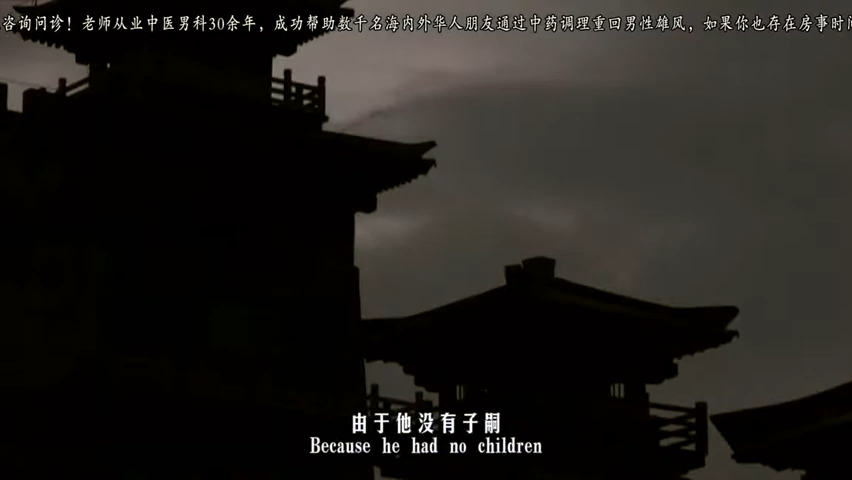 咨询问诊！老师从业中医男科30余年，成功帮助数千名海内外华人朋友通过中药调理重回男性雄风，如果你也存在房事时间
由于他没有子嗣
Because he had no children